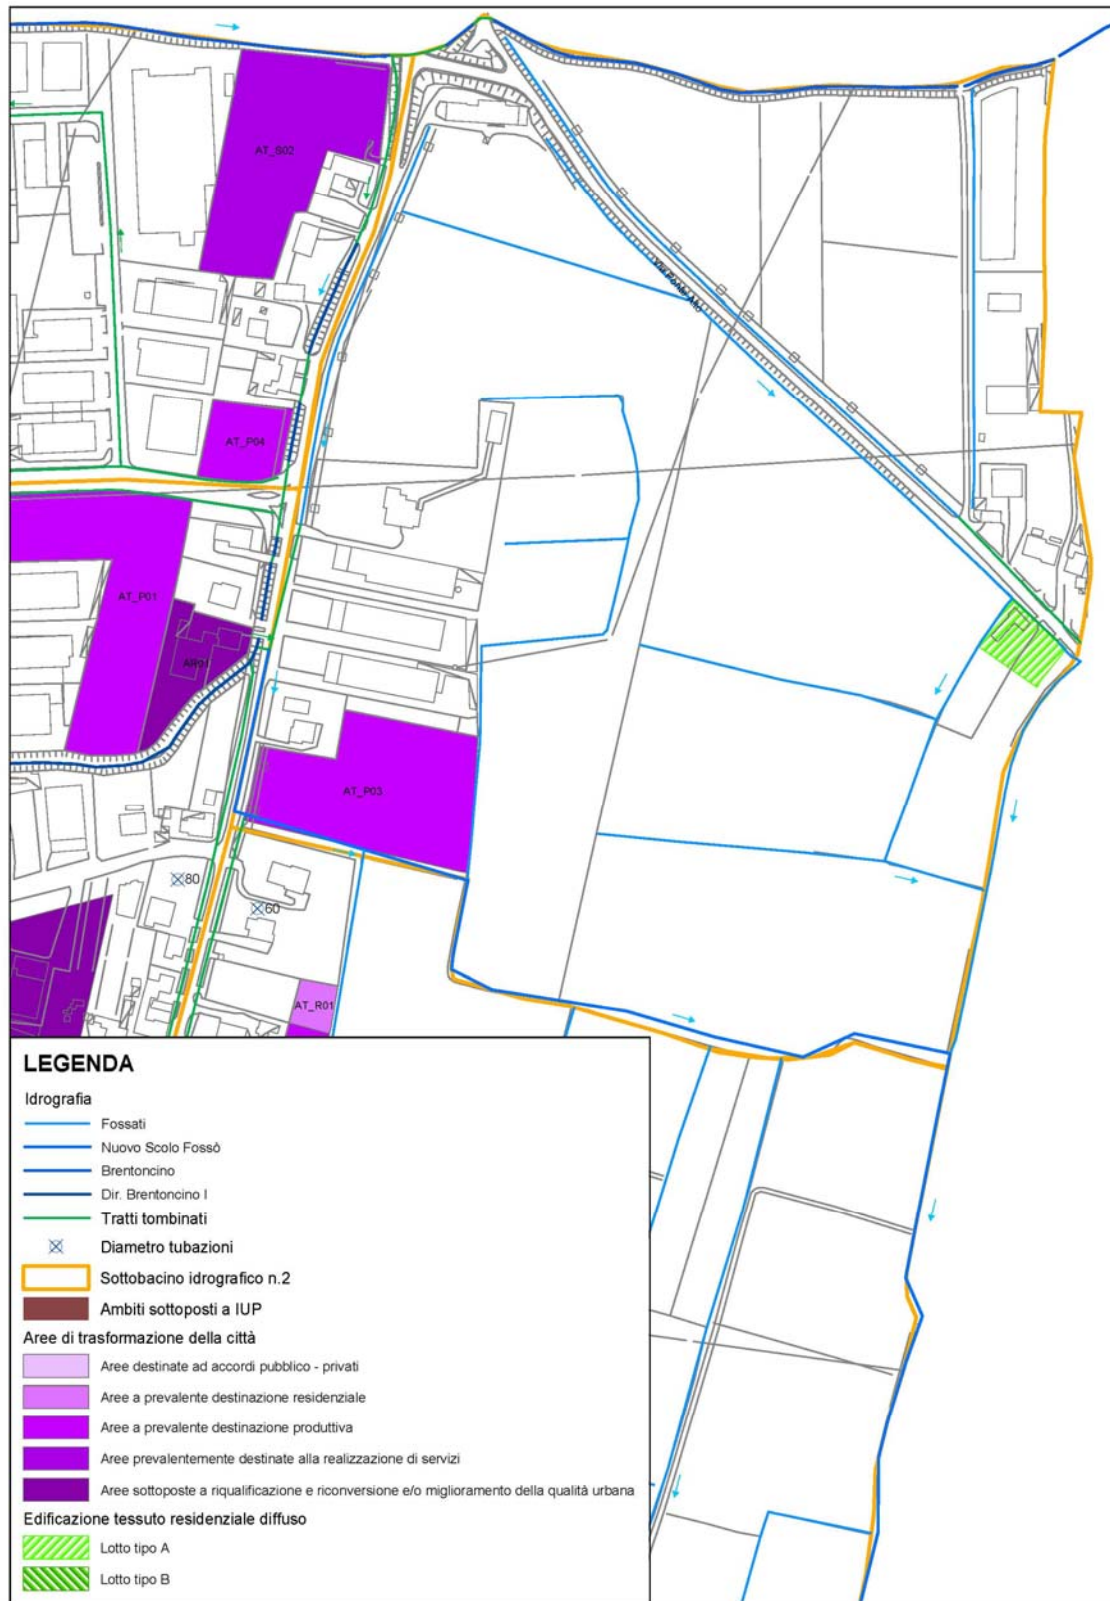 AT_S02
Via Ponte Alto
AT_P04
AT_P01
AR01
AT_P03
80
60
AT_R01
LEGENDA
Idrografia
Fossati
Nuovo Scolo Fossò
Brentoncino
Dir. Brentoncino I
Tratti tombinati
Diametro tubazioni
Sottobacino idrografico n.2
Ambiti sottoposti a IUP
Aree di trasformazione della città
Aree destinate ad accordi pubblico - privati
Aree a prevalente destinazione residenziale
Aree a prevalente destinazione produttiva
Aree prevalentemente destinate alla realizzazione di servizi
Aree sottoposte a riqualificazione e riconversione e/o miglioramento della qualità urbana
Edificazione tessuto residenziale diffuso
Lotto tipo A
Lotto tipo B